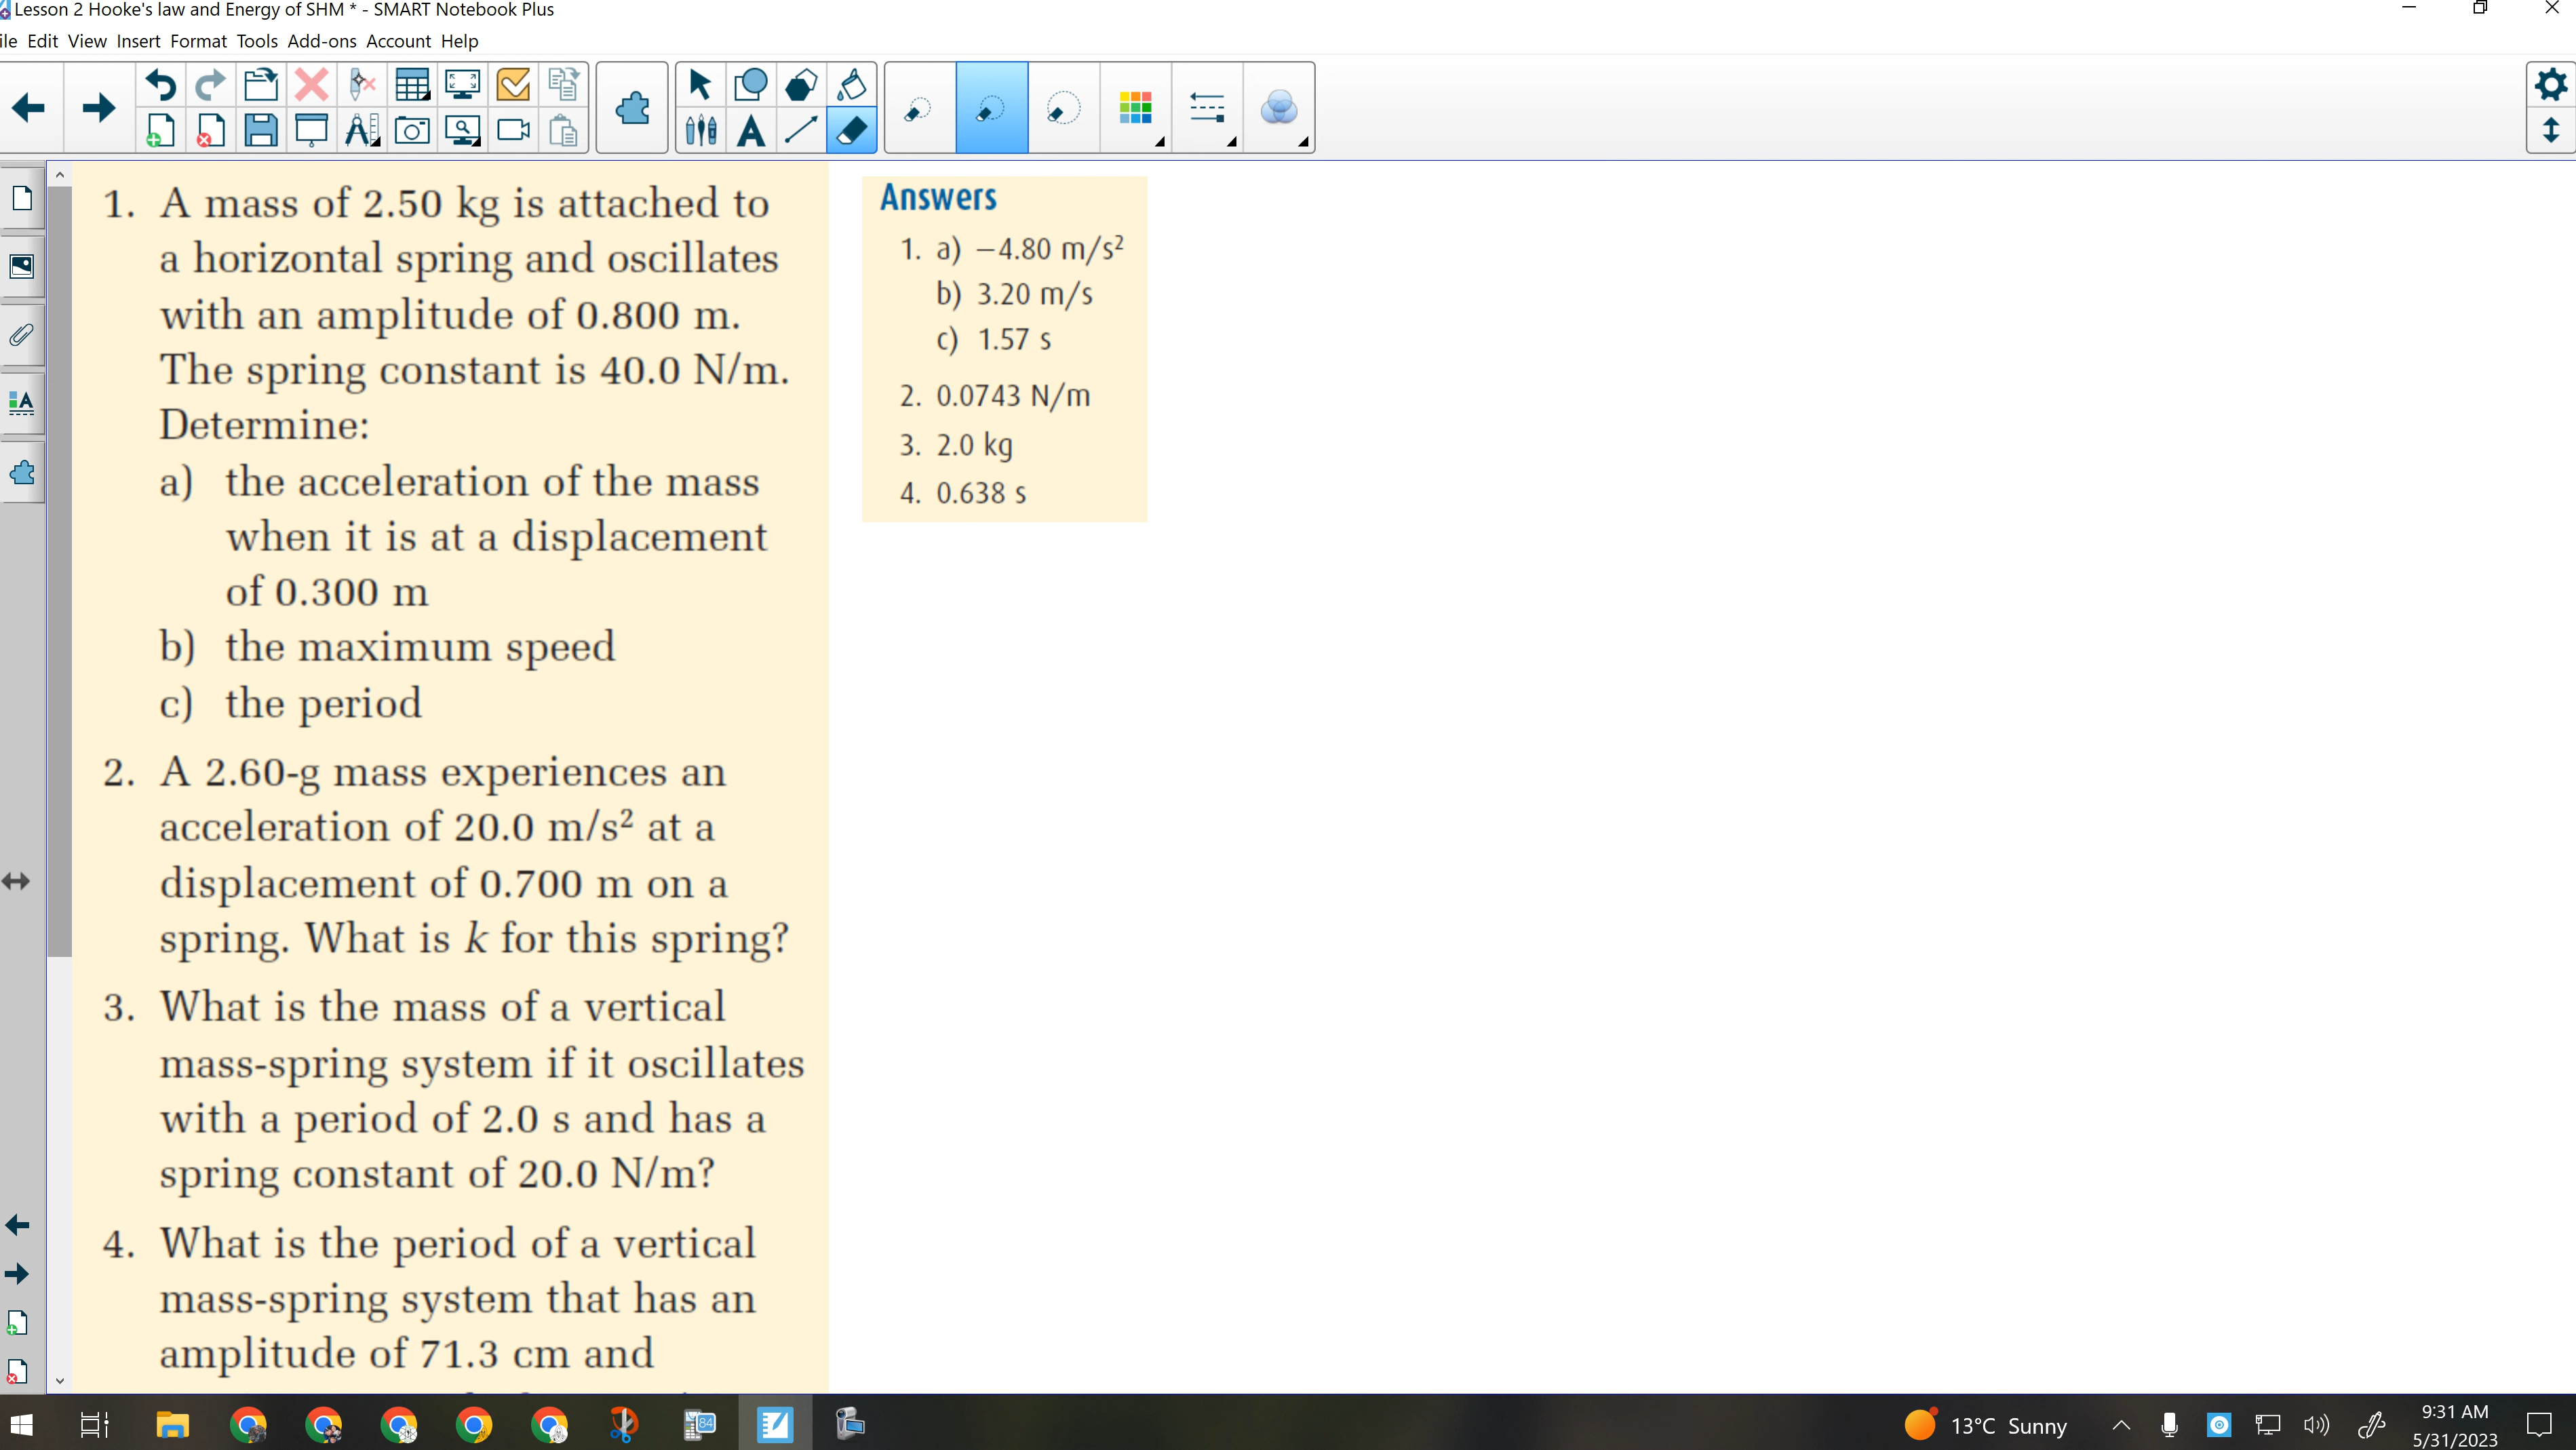 Lesson 2 Hooke's law and Energy of SHM * - SMART Notebook Plus
ile Edit View Insert Format Tools Add-ons Account Help
1. A mass of 2.50 kg is attached to
a horizontal spring and oscillates
with an amplitude of 0.800 m.
The spring constant is 40.0 N/m.
Determine:
a) the acceleration of the mass
when it is at a displacement
of 0.300 m
b) the maximum speed
c) the period
2. A 2.60-g mass experiences an
acceleration of 20.0 m/s² at a
displacement of 0.700 m on a
spring. What is k for this spring?
3. What is the mass of a vertical
mass-spring system if it oscillates
with a period of 2.0 s and has a
spring constant of 20.0 N/m?
4. What is the period of a vertical
mass-spring system that has an
amplitude of 71.3 cm and
Answers
1. a) −4.80 m/s²
b) 3.20 m/s
c) 1.57 s
2. 0.0743 N/m
3. 2.0 kg
4. 0.638 s
84
13°C Sunny
9:31 AM
5/31/2023